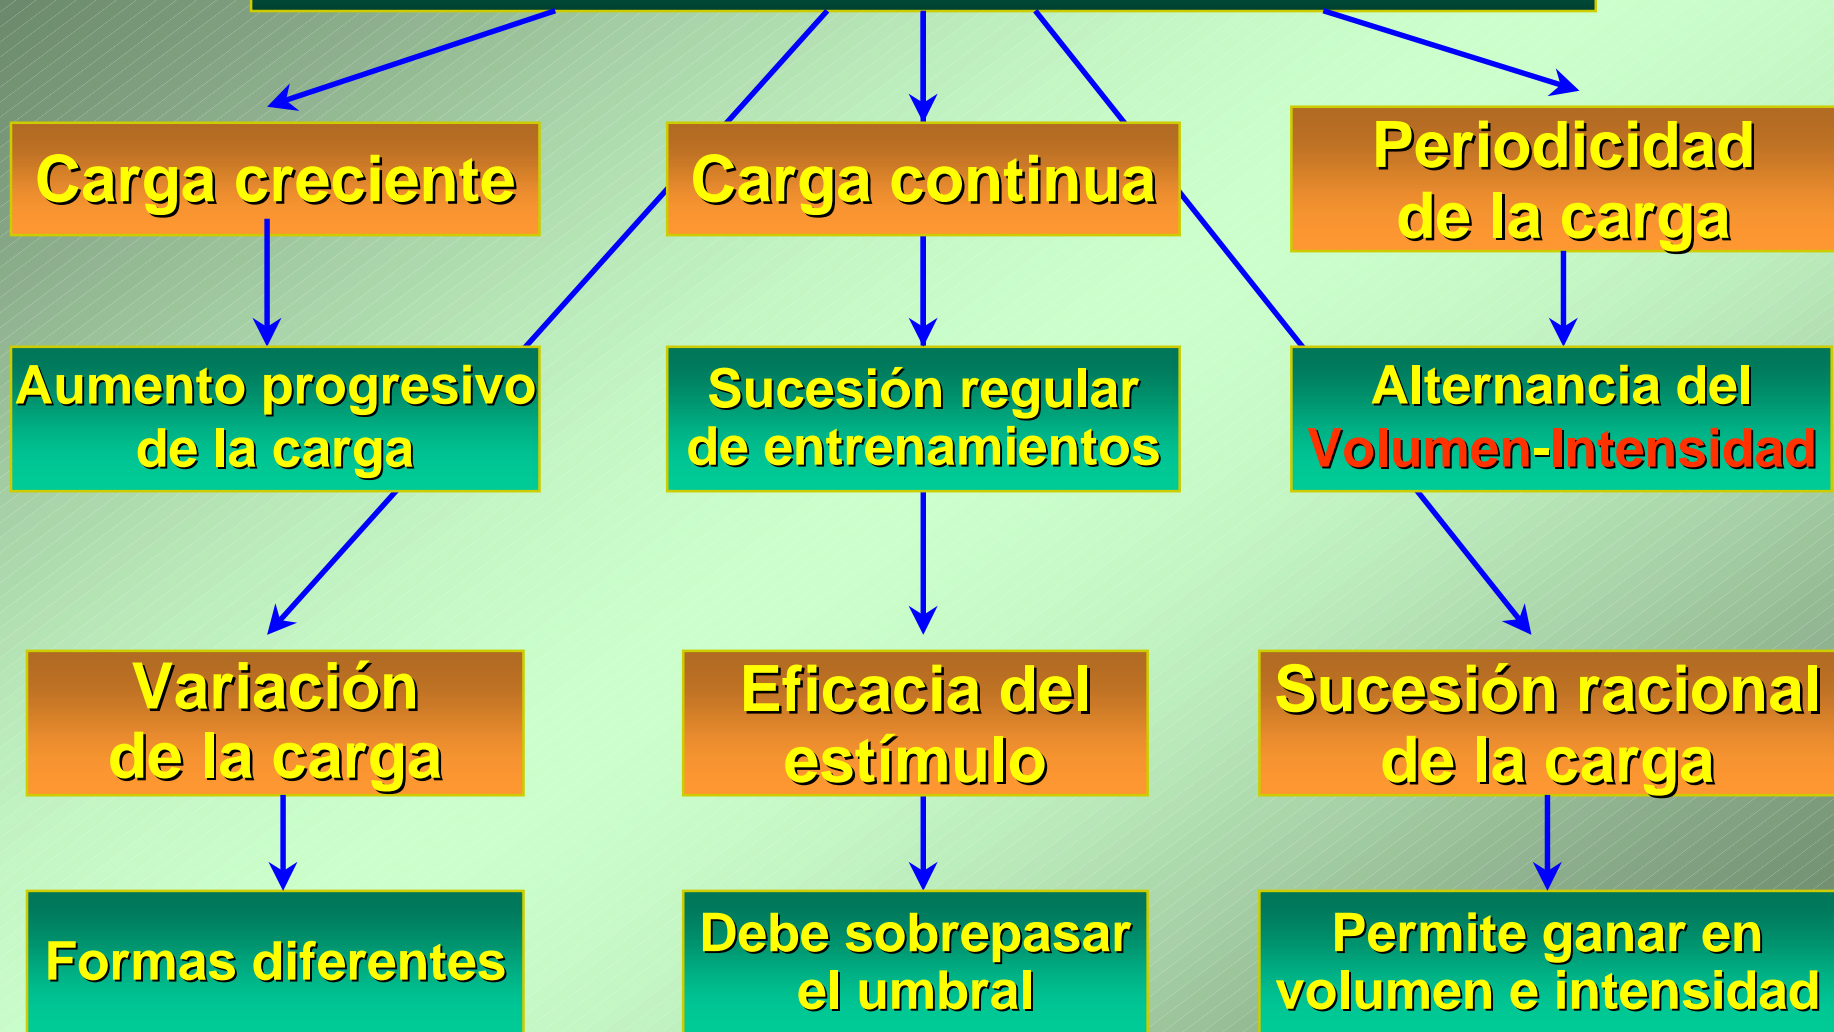 Carga creciente
Carga continua
Periodicidad
de la carga
Aumento progresivo
de la carga
Sucesión regular
de entrenamientos
Alternancia del
Volumen-Intensidad
Variación
de la carga
Eficacia del
estímulo
Sucesión racional
de la carga
Formas diferentes
Debe sobrepasar
el umbral
Permite ganar en
volumen e intensidad